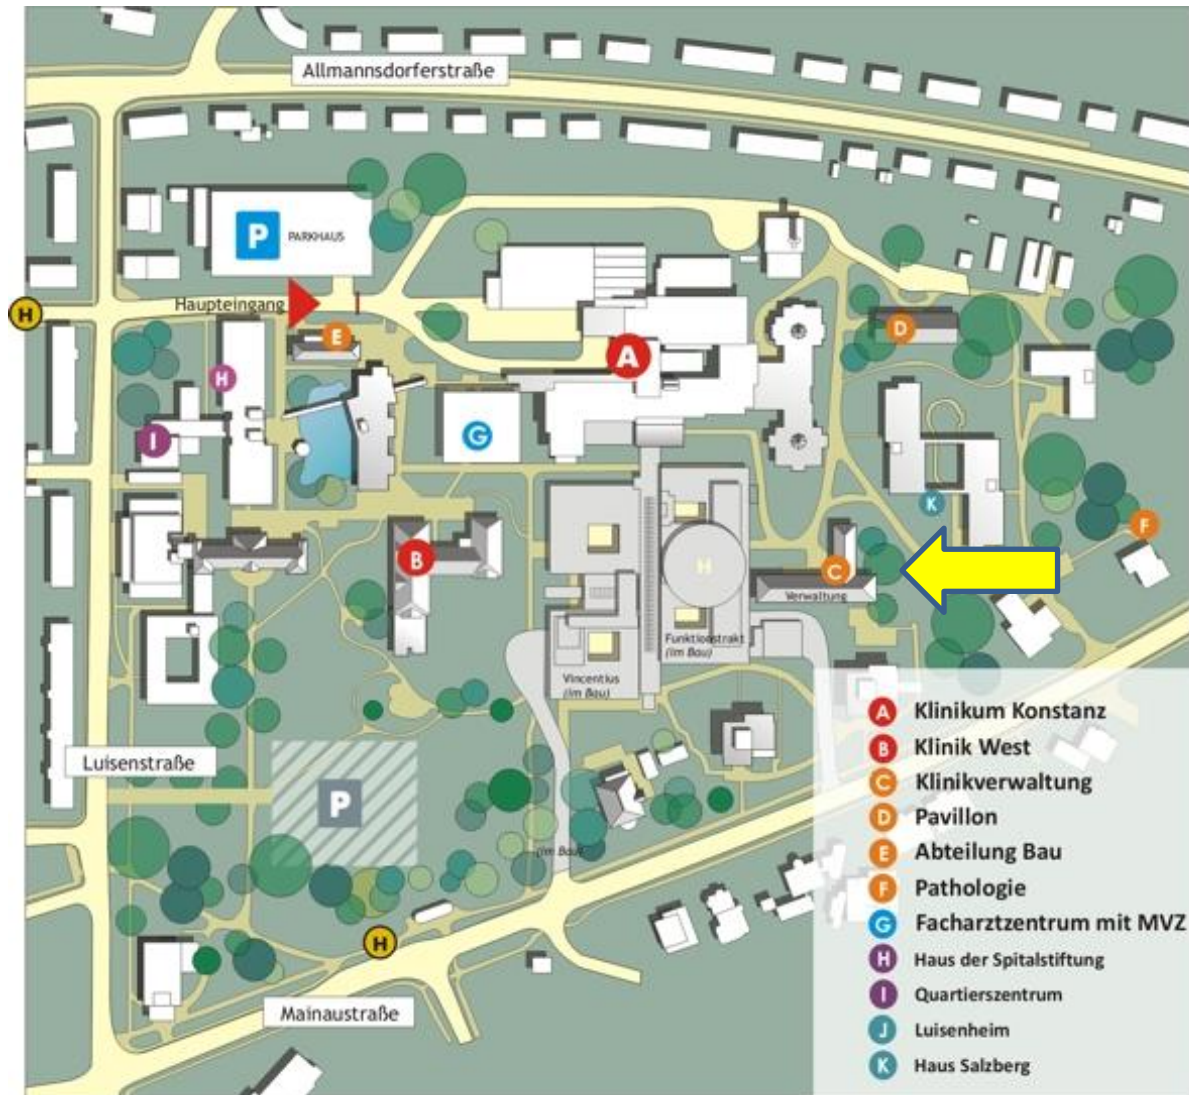 Allmannsdorferstraße
P PARKHAUS
Haupteingang
H
E
D
A
H
G
I
K
F
B
H
C
Verwaltung
Funktionstrakt
(im Bau)
Vincentius
(im Bau)
Luisenstraße
P
(im Bau)
H
Mainaustraße
A Klinikum Konstanz
B Klinik West
C Klinikverwaltung
D Pavillon
E Abteilung Bau
F Pathologie
G Facharztzentrum mit MVZ
H Haus der Spitalstiftung
I Quartierszentrum
J Luisenheim
K Haus Salzberg